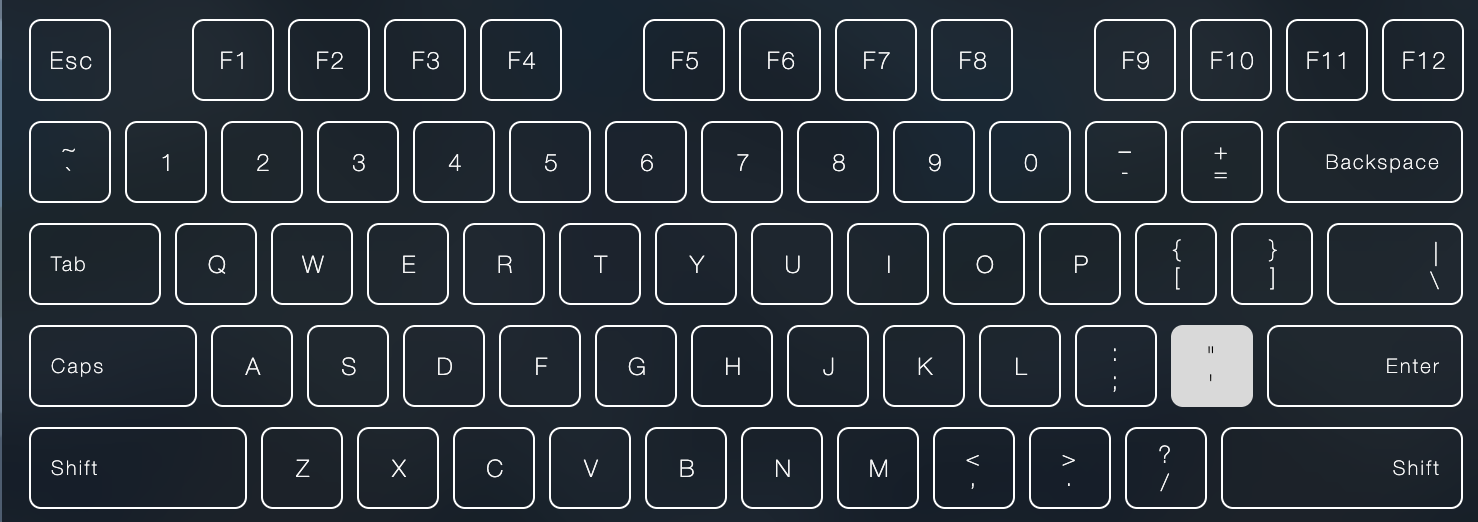 Esc F1 F2 F3 F4 F5 F6 F7 F8 F9 F10 F11 F12
~ 1 2 3 4 5 6 7 8 9 0 _ + Backspace
` - =
Tab Q W E R T Y U I O P { } |
[ ] \
Caps A S D F G H J K L : " Enter
; '
Shift Z X C V B N M < > ? Shift
, . /